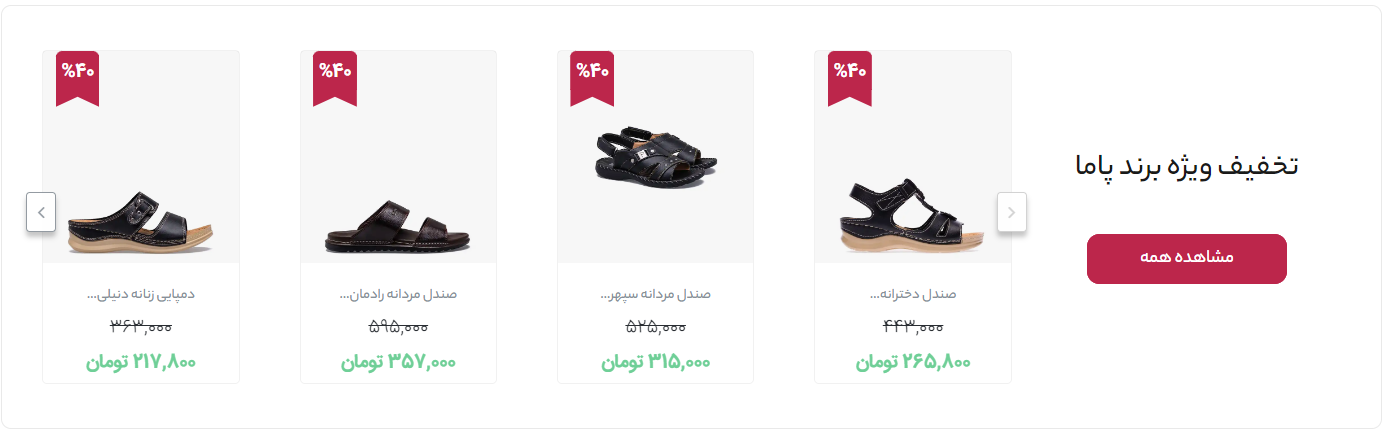 تخفیف ویژه برند پاما
مشاهده همه
%۴۰
صندل دخترانه...
۴۴۳,۰۰۰
۲۶۵,۸۰۰ تومان
%۴۰
صندل مردانه سپهر...
۵۲۵,۰۰۰
۳۱۵,۰۰۰ تومان
%۴۰
صندل مردانه رادمان...
۵۹۵,۰۰۰
۳۵۷,۰۰۰ تومان
%۴۰
دمپایی زنانه دنیلی...
۳۶۳,۰۰۰
۲۱۷,۸۰۰ تومان